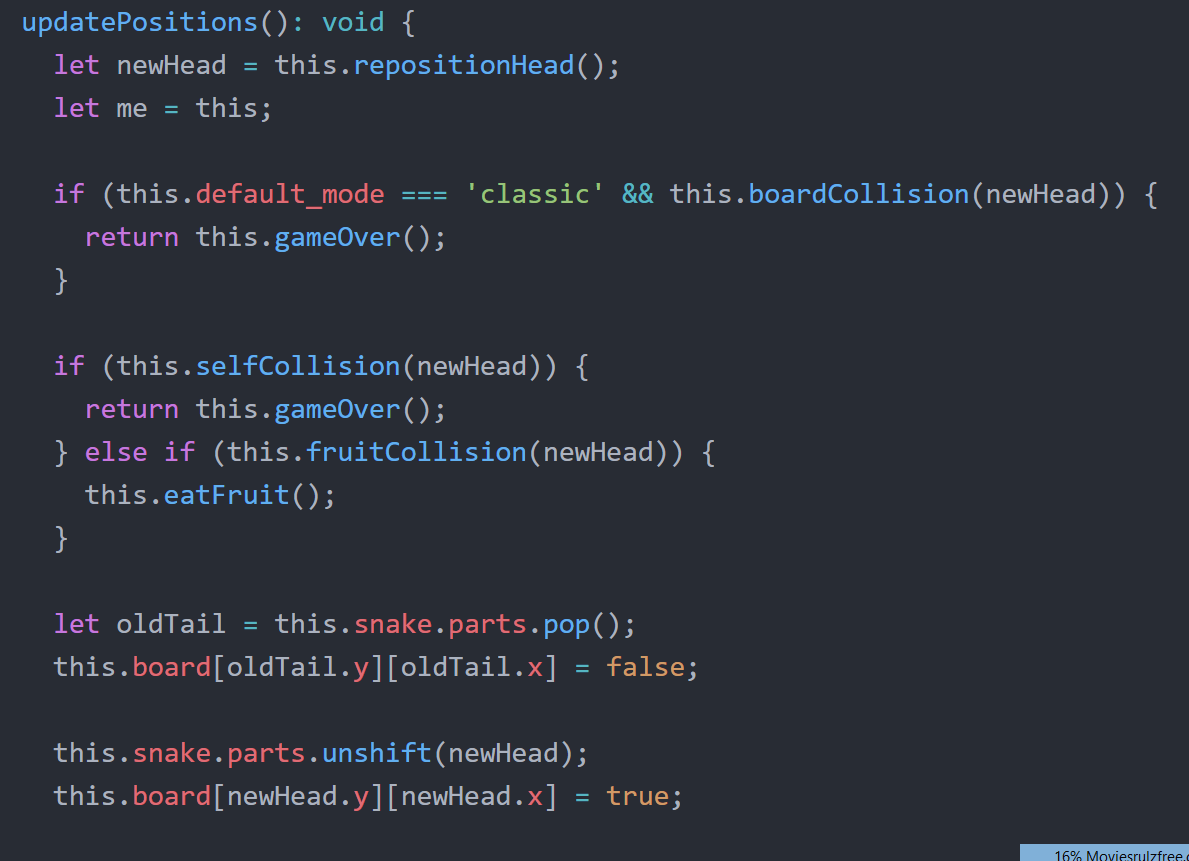 updatePositions(): void {
let newHead = this.repositionHead();
let me = this;
if (this.default_mode === 'classic' && this.boardCollision(newHead)) {
return this.gameOver();
}
if (this.selfCollision(newHead)) {
return this.gameOver();
} else if (this.fruitCollision(newHead)) {
this.eatFruit();
}
let oldTail = this.snake.parts.pop();
this.board[oldTail.y][oldTail.x] = false;
this.snake.parts.unshift(newHead);
this.board[newHead.y][newHead.x] = true;
16% Moviesrulzfree.